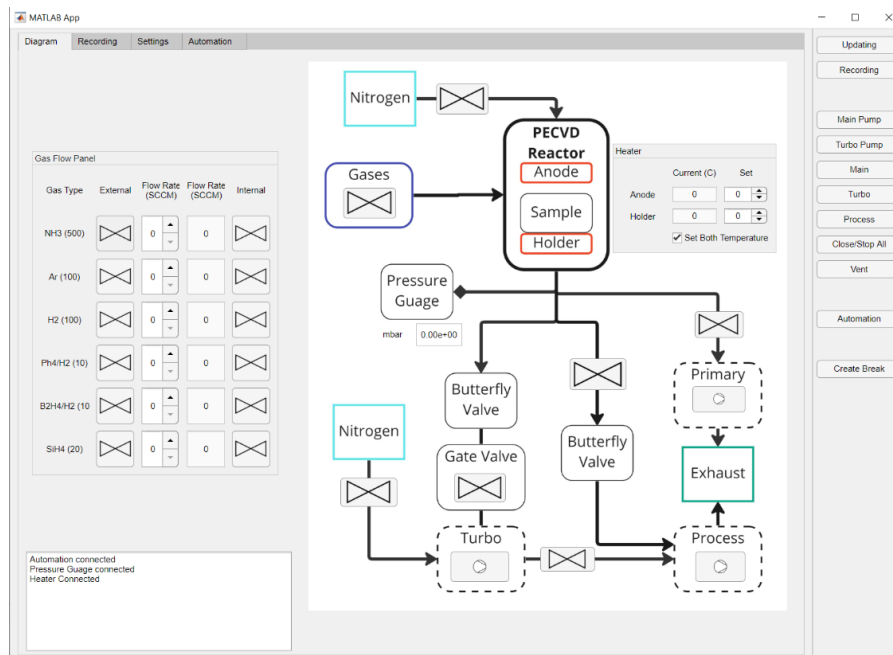 MATLAB App
Diagram Recording Settings Automation
Updating
Recording
Main Pump
Turbo Pump
Main
Turbo
Process
Close/Stop All
Vent
Automation
Create Break
Gas Flow Panel
Gas Type External Flow Rate (SCCM) Flow Rate (SCCM) Internal
NH3 (500) 0 0
Ar (100) 0 0
H2 (100) 0 0
Ph4/H2 (10) 0 0
B2H4/H2 (10 0 0
SiH4 (20) 0 0
Automation connected
Pressure Guage connected
Heater Connected
Nitrogen
PECVD
Reactor
Anode
Sample
Holder
Gases
Heater
Current (C) Set
Anode 0 0
Holder 0 0
Set Both Temperature
Pressure
Guage
mbar 0.00e+00
Butterfly
Valve
Gate Valve
Nitrogen
Turbo
Butterfly
Valve
Primary
Exhaust
Process